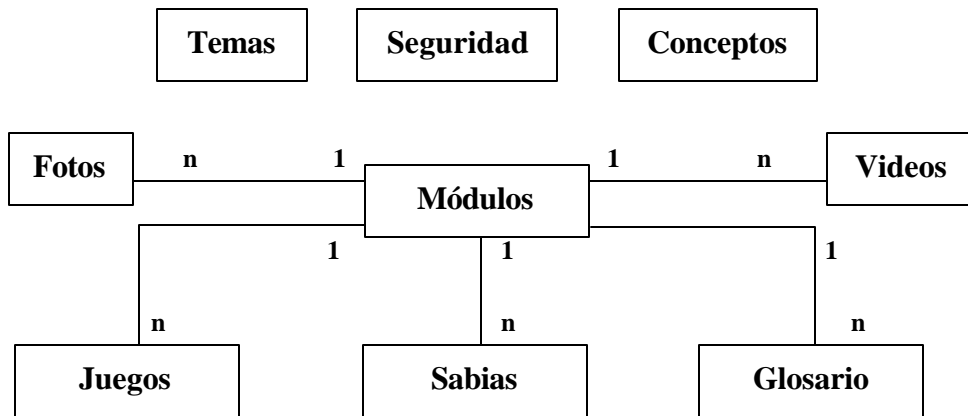 Temas Seguridad Conceptos
Fotos n 1 1 n Videos
Módulos
1 1 1
n n n
Juegos Sabias Glosario